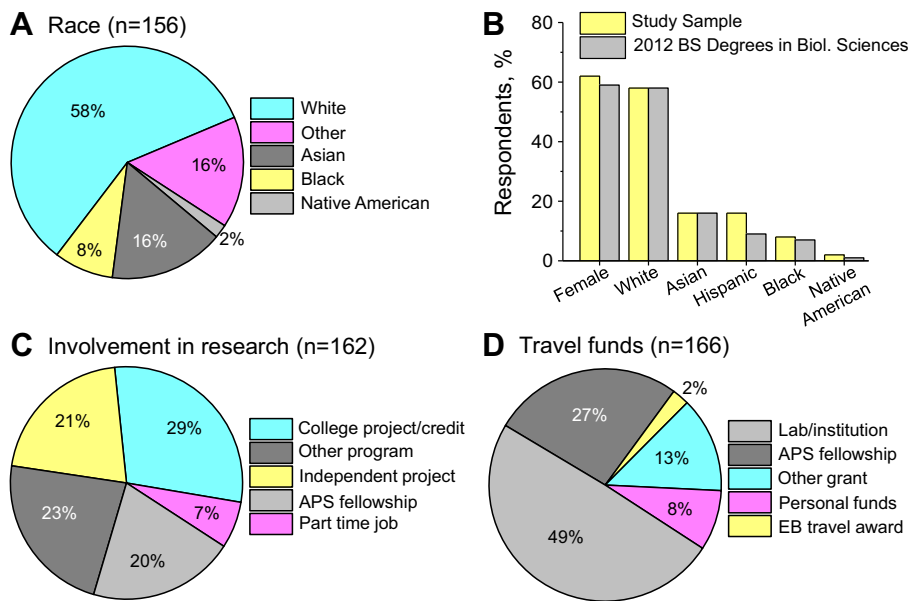 A Race (n=156)
58%
16%
16%
8%
2%
White
Other
Asian
Black
Native American
B
Study Sample
2012 BS Degrees in Biol. Sciences
Respondents, %
80
60
40
20
0
Female
White
Asian
Hispanic
Black
Native
American
C Involvement in research (n=162)
21%
29%
23%
7%
20%
College project/credit
Other program
Independent project
APS fellowship
Part time job
D Travel funds (n=166)
2%
27%
13%
8%
49%
Lab/institution
APS fellowship
Other grant
Personal funds
EB travel award